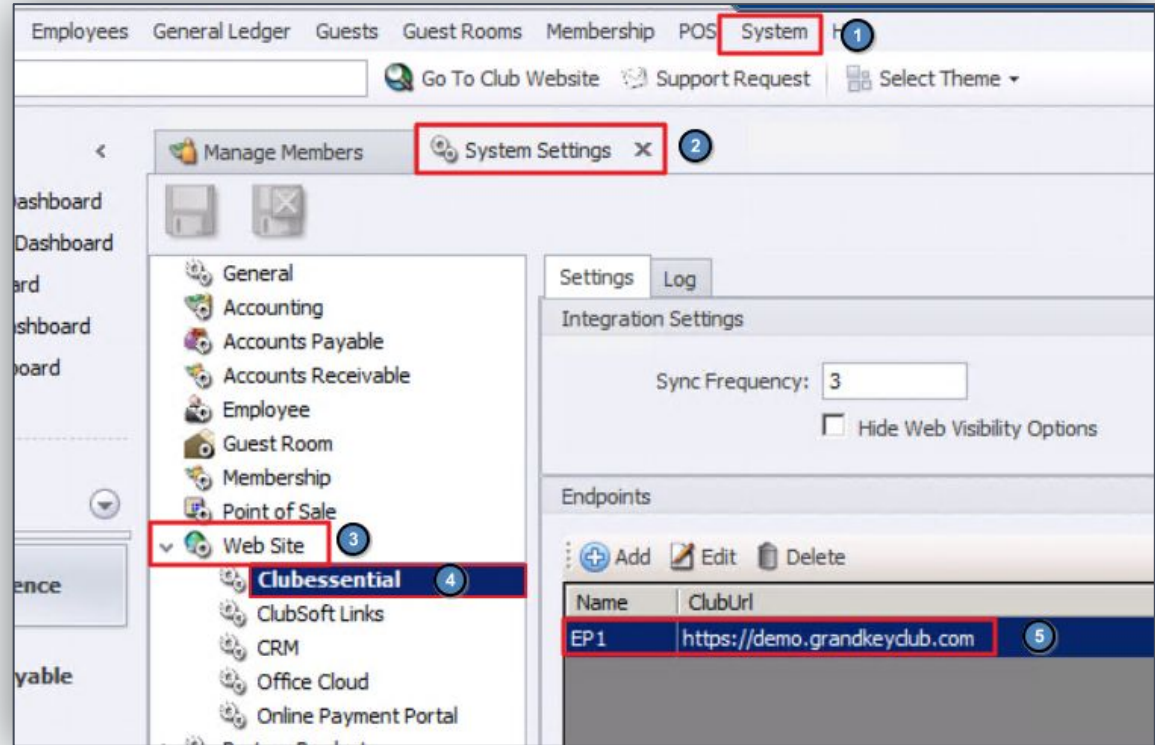 Employees General Ledger Guests Guest Rooms Membership POS System H 1
Go To Club Website Support Request Select Theme
Manage Members System Settings X 2
ashboard
Dashboard
ard
ashboard
board
ence
yable
General
Accounting
Accounts Payable
Accounts Receivable
Employee
Guest Room
Membership
Point of Sale
Web Site 3
Clubessential 4
ClubSoft Links
CRM
Office Cloud
Online Payment Portal
Settings Log
Integration Settings
Sync Frequency: 3
Hide Web Visibility Options
Endpoints
Add Edit Delete
Name ClubUrl
EP1 https://demo.grandkeyclub.com 5